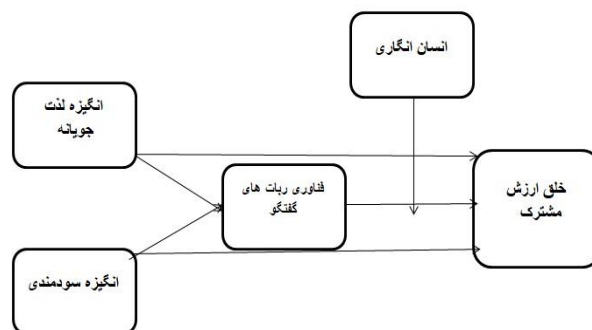 انسان انگاری
انگیزه لذت
جویانه
خلق ارزش
مشترک
فناوری ربات های
گفتگو
انگیزه سودمندی